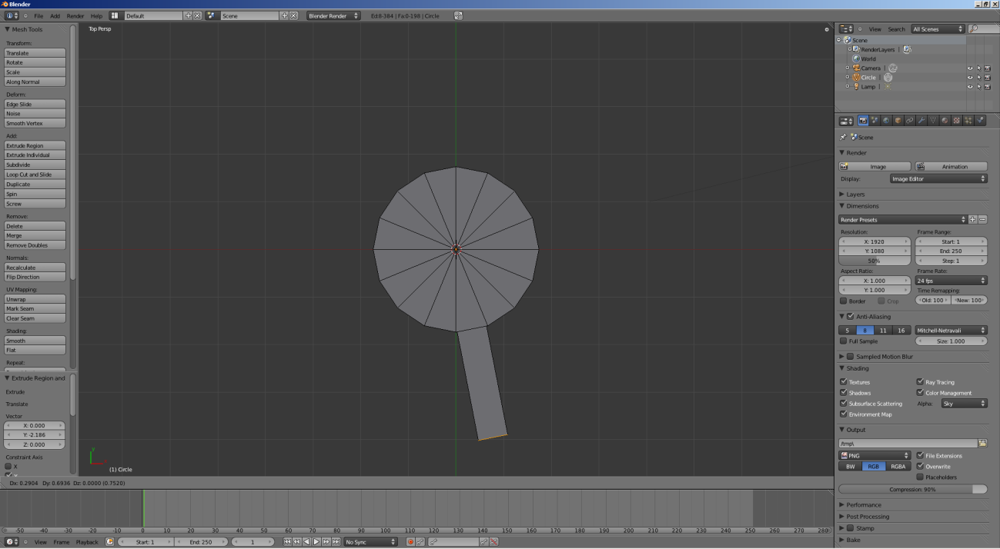 Blender
File Add Render Help Default Scene Blender Render Ed:8-384 | Fa:0-198 | Circle
Mesh Tools
Transform:
Translate
Rotate
Scale
Along Normal
Deform:
Edge Slide
Noise
Smooth Vertex
Add:
Extrude Region
Extrude Individual
Subdivide
Loop Cut and Slide
Duplicate
Spin
Screw
Remove:
Delete
Merge
Remove Doubles
Normals:
Recalculate
Flip Direction
UV Mapping:
Unwrap
Mark Seam
Clear Seam
Shading:
Smooth
Flat
Repeat:
Extrude Region and
Extrude
Translate
Vector
X: 0.000
Y: -2.186
Z: 0.000
Constraint Axis
X
Top Persp
(1) Circle
Dx: 0.2904 Dy: 0.6936 Dz: 0.0000 (0.7520)
-50 -40 -30 -20 -10 0 10 20 30 40 50 60 70 80 90 100 110 120 130 140 150 160 170 180 190 200 210 220 230 240 250 260 270 280
View Frame Playback Start: 1 End: 250 1 No Sync
View Search All Scenes
Scene
RenderLayers |
World
Camera |
Circle |
Lamp |
Scene
Render
Image Animation
Display: Image Editor
Layers
Dimensions
Render Presets
Resolution: Frame Range:
X: 1920 Start: 1
Y: 1080 End: 250
50% Step: 1
Aspect Ratio: Frame Rate:
X: 1.000 24 fps
Y: 1.000 Time Remapping:
Border Crop Old: 100 New: 100
Anti-Aliasing
5 8 11 16 Mitchell-Netravali
Full Sample Size: 1.000
Sampled Motion Blur
Shading
Textures Ray Tracing
Shadows Color Management
Subsurface Scattering Alpha: Sky
Environment Map
Output
/tmp\
PNG File Extensions
BW RGB RGBA Overwrite
Placeholders
Compression: 90%
Performance
Post Processing
Stamp
Bake